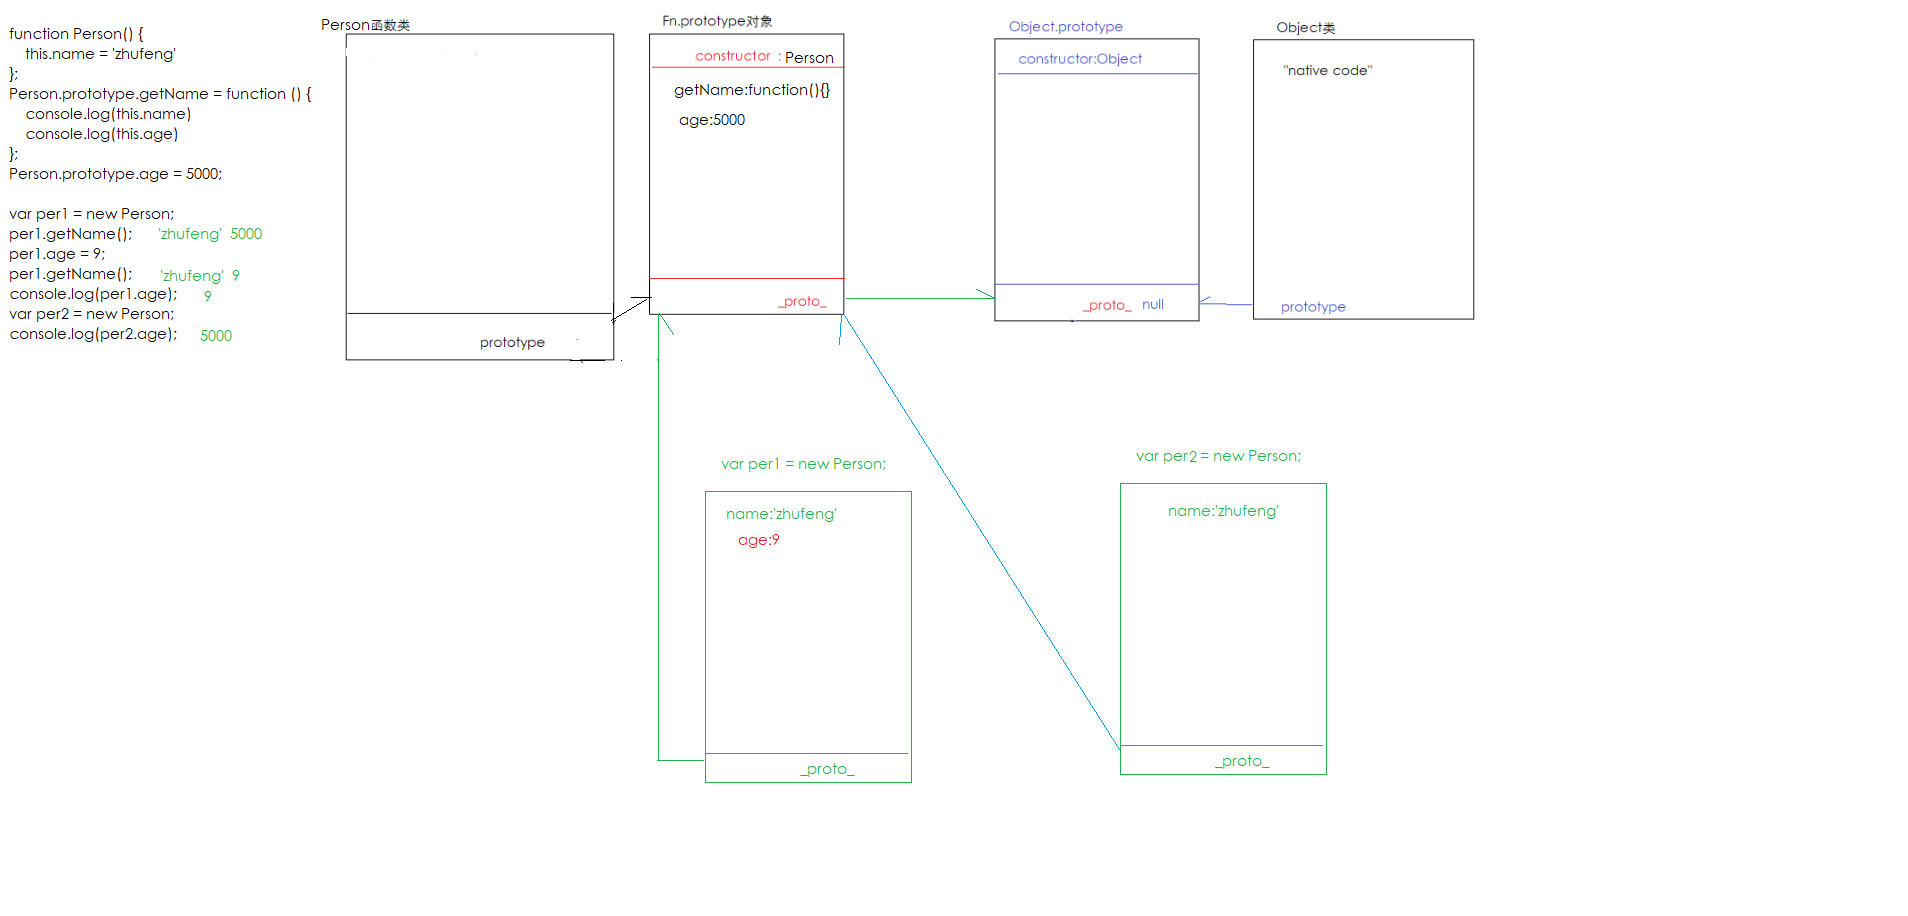 function Person() {
this.name = 'zhufeng'
};
Person.prototype.getName = function () {
console.log(this.name)
console.log(this.age)
};
Person.prototype.age = 5000;
var per1 = new Person;
per1.getName(); 'zhufeng' 5000
per1.age = 9;
per1.getName(); 'zhufeng' 9
console.log(per1.age); 9
var per2 = new Person;
console.log(per2.age); 5000
Person函数类
prototype
Fn.prototype对象
constructor : Person
getName:function(){}
age:5000
_proto_
Object.prototype
constructor:Object
_proto_ null
Object类
"native code"
prototype
var per1 = new Person;
name:'zhufeng'
age:9
_proto_
var per2 = new Person;
name:'zhufeng'
_proto_